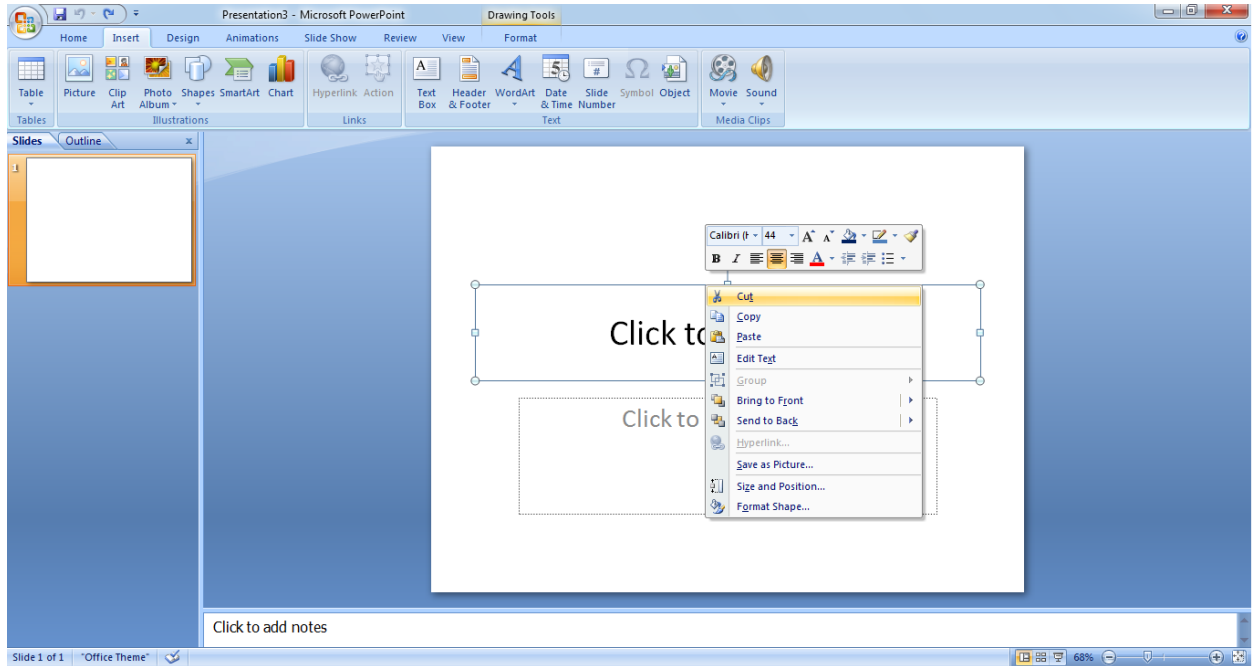 Presentation3 - Microsoft PowerPoint Drawing Tools
Home Insert Design Animations Slide Show Review View Format
Table Picture Clip Art Photo Album Shapes SmartArt Chart Hyperlink Action Text Box Header & Footer WordArt Date & Time Slide Number Symbol Object Movie Sound
Tables Illustrations Links Text Media Clips
Slides Outline x
1
Calibri (H 44 A A
B I A
Click to
Click to
Cut
Copy
Paste
Edit Text
Group
Bring to Front
Send to Back
Hyperlink...
Save as Picture...
Size and Position...
Format Shape...
Click to add notes
Slide 1 of 1 "Office Theme" 68%